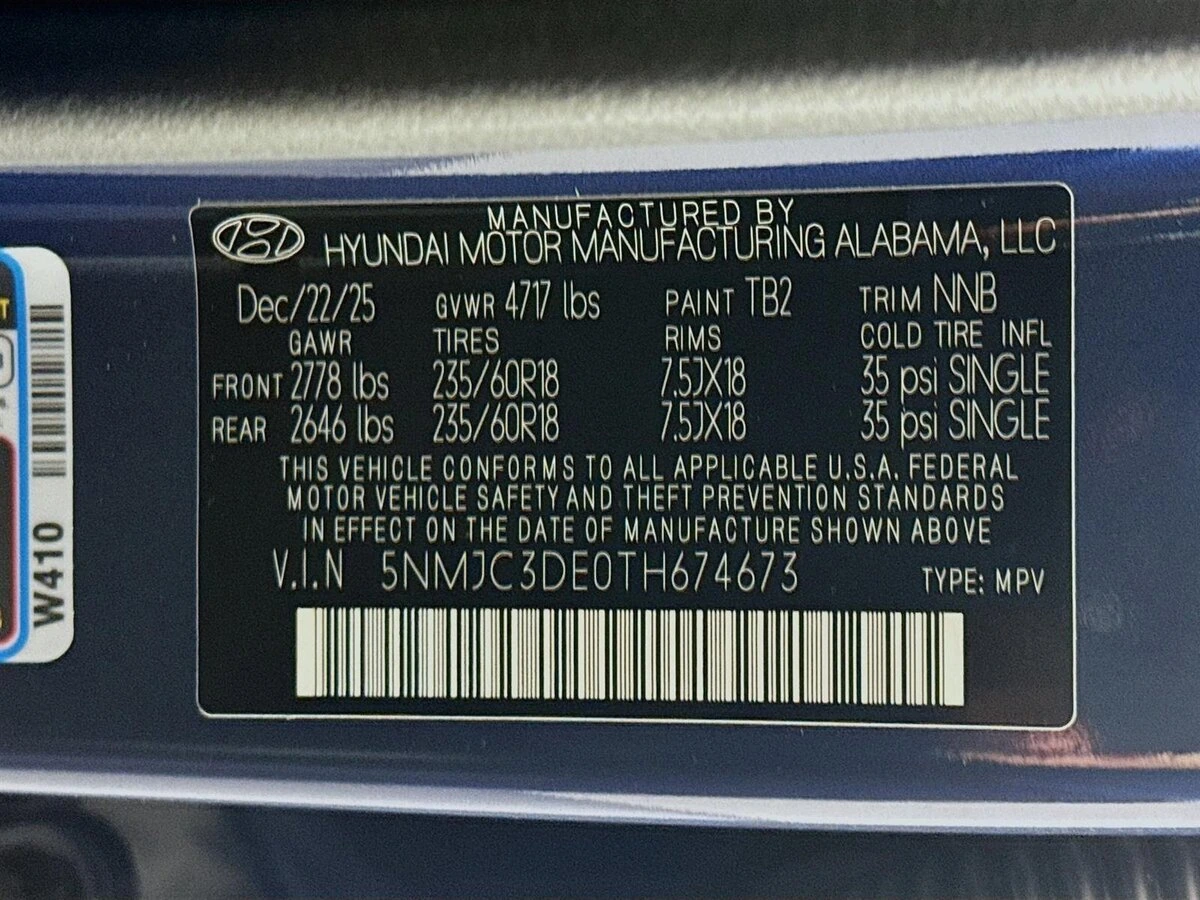 MANUFACTURED BY
HYUNDAI MOTOR MANUFACTURING ALABAMA, LLC
Dec/22/25 GVWR 4717 lbs PAINT TB2 TRIM NNB
GAWR TIRES RIMS COLD TIRE INFL
FRONT 2778 lbs 235/60R18 7.5JX18 35 psi SINGLE
REAR 2646 lbs 235/60R18 7.5JX18 35 psi SINGLE
THIS VEHICLE CONFORMS TO ALL APPLICABLE U.S.A. FEDERAL
MOTOR VEHICLE SAFETY AND THEFT PREVENTION STANDARDS
IN EFFECT ON THE DATE OF MANUFACTURE SHOWN ABOVE
V.I.N 5NMJC3DE0TH674673 TYPE: MPV
W410